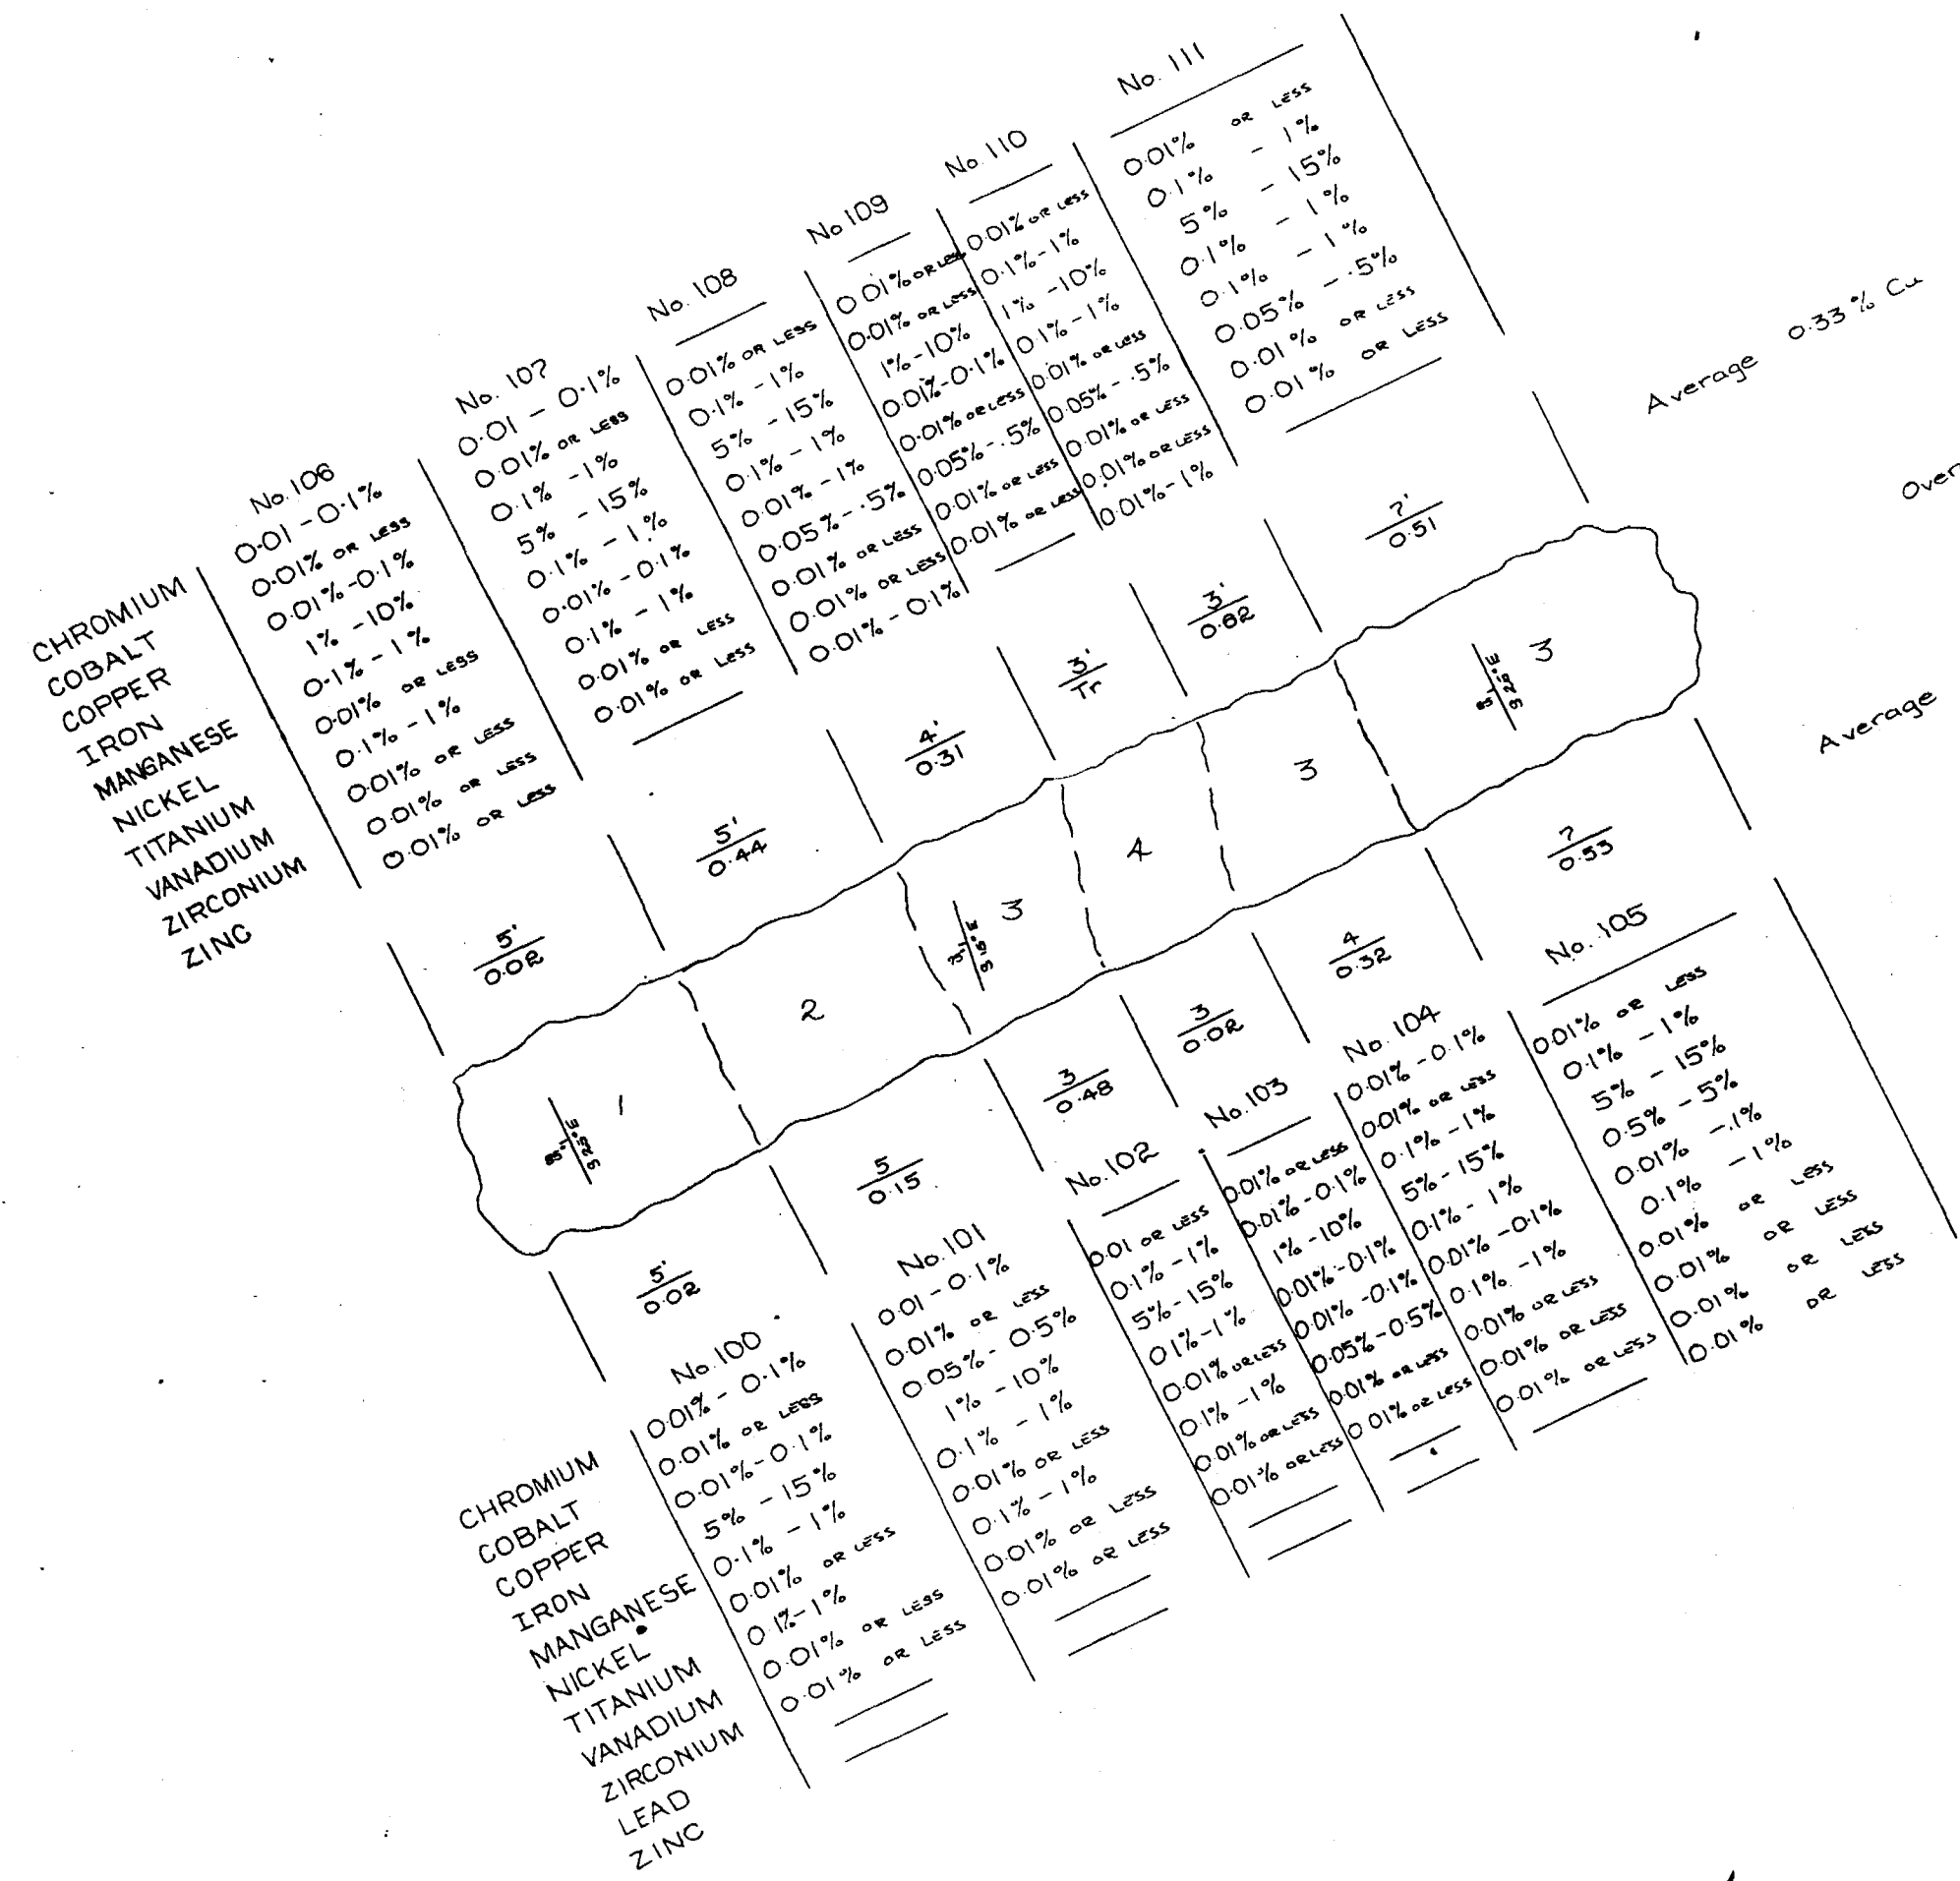 No. 106
0.01 - 0.1%
0.01% OR LESS
0.01% - 0.1%
1% - 10%
0.1% - 1%
0.01% OR LESS
0.1% - 1%
0.01% OR LESS
0.01% OR LESS
0.01% OR LESS
No. 107
0.01 - 0.1%
0.01% OR LESS
0.1% - 1%
5% - 15%
0.1% - 1%
0.01% - 0.1%
0.1% - 1%
0.01% OR LESS
0.01% OR LESS
No. 108
0.01% OR LESS
0.1% - 1%
5% - 15%
0.1% - 1%
0.01% - 1%
0.05% - .5%
0.01% OR LESS
0.01% OR LESS
0.01% - 0.1%
No 109
0.01% OR LESS
0.01% OR LESS
1% - 10%
0.01% - 0.1%
0.01% OR LESS
0.05% - .5%
0.01% OR LESS
0.01% OR LESS
No. 110
0.01% OR LESS
0.1% - 1%
1% - 10%
0.1% - 1%
0.01% OR LESS
0.05% - .5%
0.01% OR LESS
0.01% OR LESS
0.01% - 1%
No. 111
0.01% OR LESS
0.1% - 1%
5% - 15%
0.1% - 1%
0.1% - 1%
0.05% - .5%
0.01% OR LESS
0.01% OR LESS
CHROMIUM
COBALT
COPPER
IRON
MANGANESE
NICKEL
TITANIUM
VANADIUM
ZIRCONIUM
ZINC
Average 0.33% Cu
Over
Average
5'
0.02
5'
0.44
4'
0.31
3'
Tr
3'
0.82
7'
0.51
1
2
3
4
3
3
85°
S 25° E
S 16° E
85°
S 25° E
5'
0.02
5
0.15
3
0.48
3
0.02
4
0.32
7
0.53
CHROMIUM
COBALT
COPPER
IRON
MANGANESE
NICKEL
TITANIUM
VANADIUM
ZIRCONIUM
LEAD
ZINC
No. 100
0.01% - 0.1%
0.01% OR LESS
0.01% - 0.1%
5% - 15%
0.1% - 1%
0.01% OR LESS
0.1% - 1%
0.01% OR LESS
0.01% OR LESS
No. 101
0.01 - 0.1%
0.01% OR LESS
0.05% - 0.5%
1% - 10%
0.1% - 1%
0.01% OR LESS
0.1% - 1%
0.01% OR LESS
0.01% OR LESS
No. 102
0.01 OR LESS
0.1% - 1%
5% - 15%
0.1% - 1%
0.01% OR LESS
0.1% - 1%
0.01% OR LESS
0.01% OR LESS
No. 103
0.01% OR LESS
0.01% - 0.1%
1% - 10%
0.01% - 0.1%
0.01% - 0.1%
0.05% - 0.5%
0.01% OR LESS
0.01% OR LESS
No. 104
0.01% - 0.1%
0.01% OR LESS
0.1% - 1%
5% - 15%
0.1% - 1%
0.01% - 0.1%
0.1% - 1%
0.01% OR LESS
0.01% OR LESS
0.01% OR LESS
No. 105
0.01% OR LESS
0.1% - 1%
5% - 15%
0.5% - 5%
0.01% - .1%
0.1% - 1%
0.01% OR LESS
0.01% OR LESS
0.01% OR LESS
0.01% OR LESS